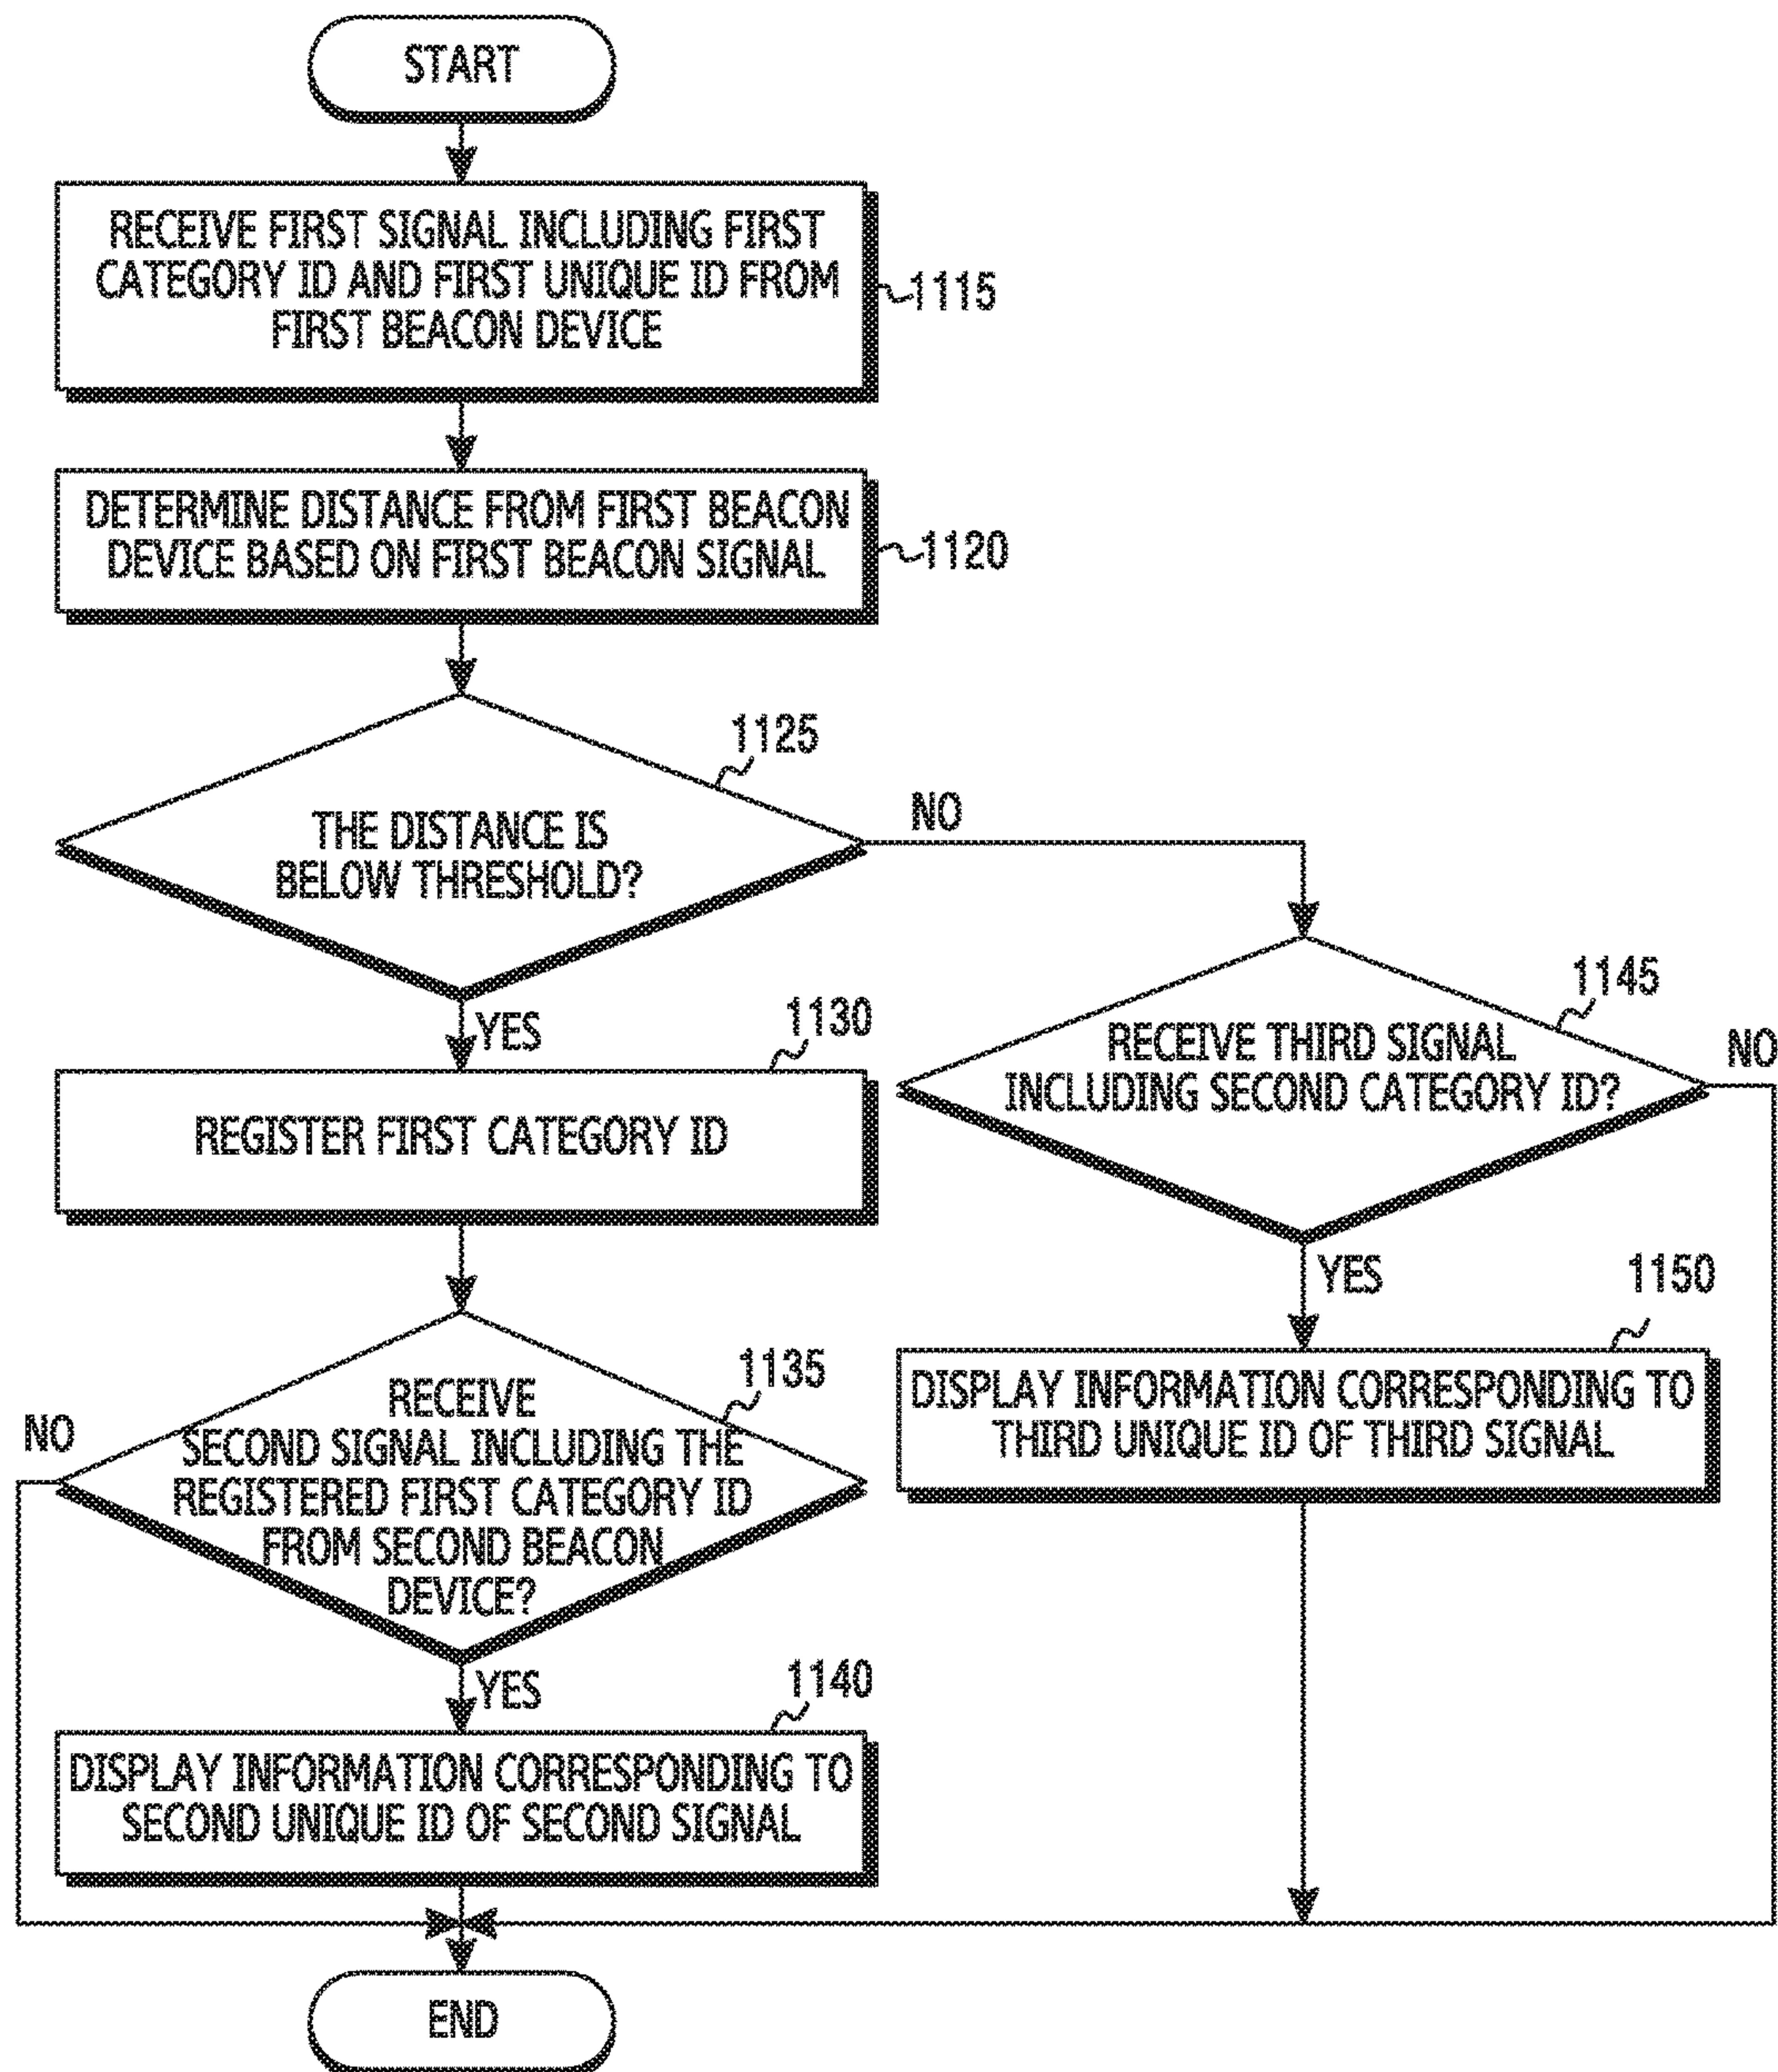 START
RECEIVE FIRST SIGNAL INCLUDING FIRST
CATEGORY ID AND FIRST UNIQUE ID FROM
FIRST BEACON DEVICE
1115
DETERMINE DISTANCE FROM FIRST BEACON
DEVICE BASED ON FIRST BEACON SIGNAL
1120
1125
THE DISTANCE IS
BELOW THRESHOLD?
NO
YES
1130
REGISTER FIRST CATEGORY ID
1145
RECEIVE THIRD SIGNAL
INCLUDING SECOND CATEGORY ID?
NO
YES
1150
DISPLAY INFORMATION CORRESPONDING TO
THIRD UNIQUE ID OF THIRD SIGNAL
1135
RECEIVE
SECOND SIGNAL INCLUDING THE
REGISTERED FIRST CATEGORY ID
FROM SECOND BEACON
DEVICE?
NO
YES
1140
DISPLAY INFORMATION CORRESPONDING TO
SECOND UNIQUE ID OF SECOND SIGNAL
END